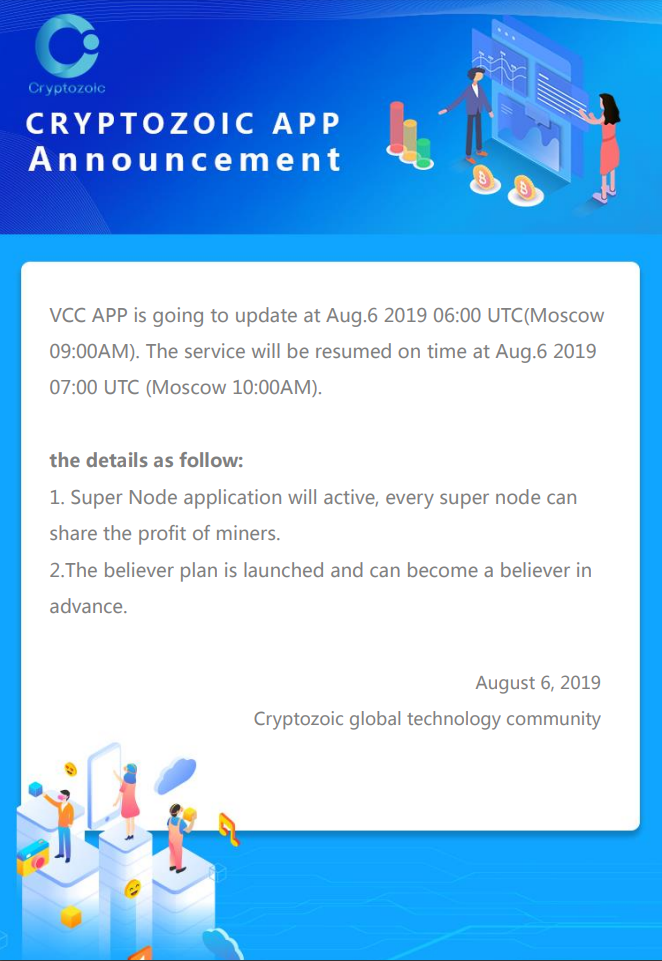 Cryptozoic
CRYPTOZOIC APP
Announcement
VCC APP is going to update at Aug.6 2019 06:00 UTC(Moscow
09:00AM). The service will be resumed on time at Aug.6 2019
07:00 UTC (Moscow 10:00AM).
the details as follow:
1. Super Node application will active, every super node can
share the profit of miners.
2.The believer plan is launched and can become a believer in
advance.
August 6, 2019
Cryptozoic global technology community